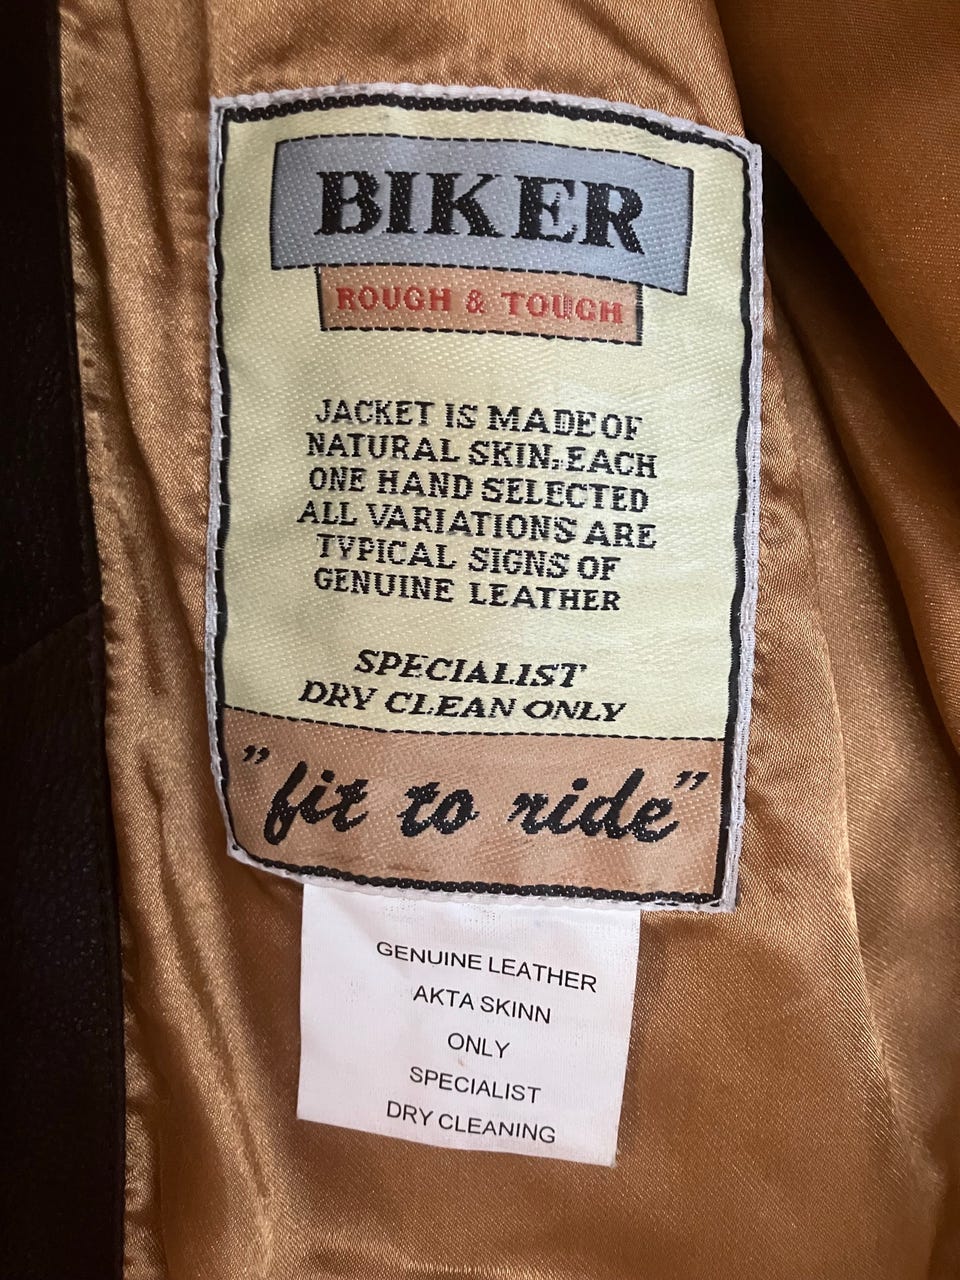 BIKER
ROUGH & TOUGH
JACKET IS MADE OF
NATURAL SKIN, EACH
ONE HAND SELECTED
ALL VARIATIONS ARE
TYPICAL SIGNS OF
GENUINE LEATHER
SPECIALIST
DRY CLEAN ONLY
"fit to ride"
GENUINE LEATHER
AKTA SKINN
ONLY
SPECIALIST
DRY CLEANING